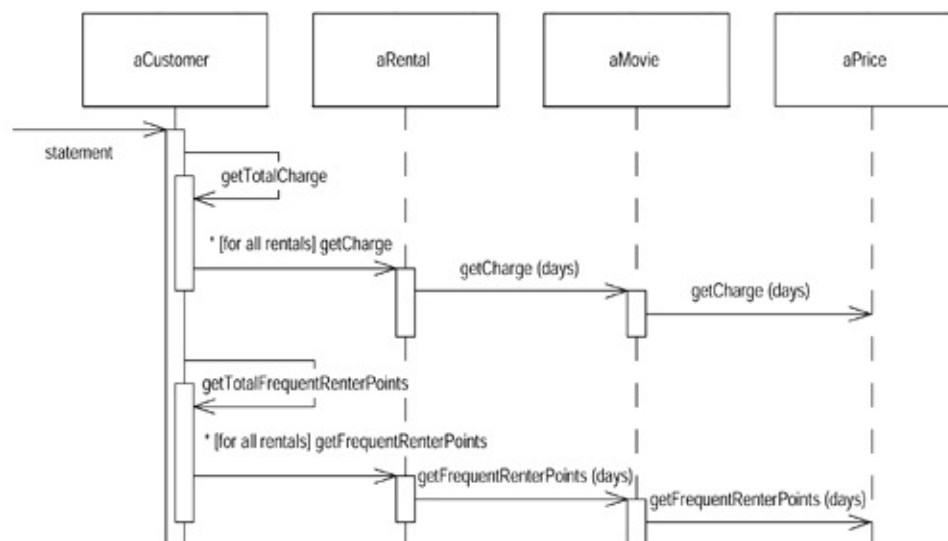 aCustomer
aRental
aMovie
aPrice
statement
getTotalCharge
* [for all rentals] getCharge
getCharge (days)
getCharge (days)
getTotalFrequentRenterPoints
* [for all rentals] getFrequentRenterPoints
getFrequentRenterPoints (days)
getFrequentRenterPoints (days)